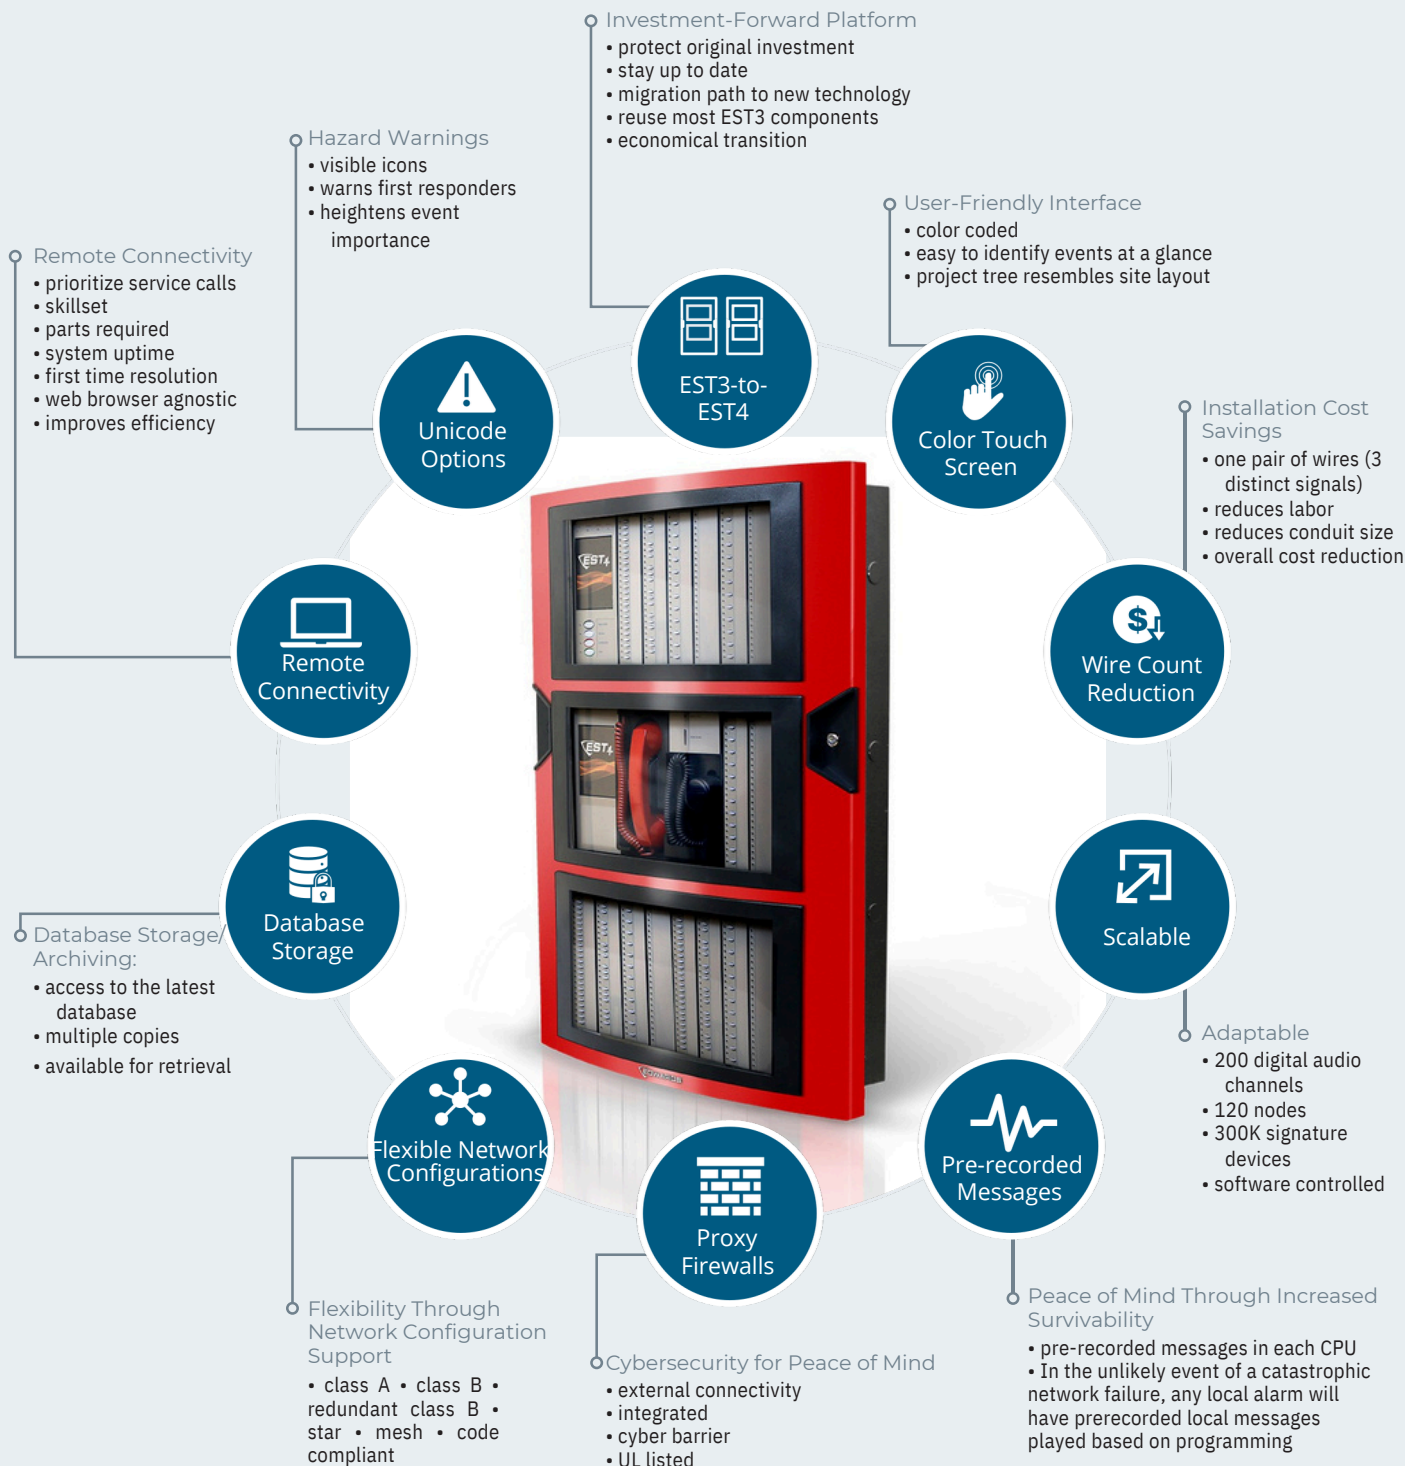 Investment-Forward Platform
• protect original investment
• stay up to date
• migration path to new technology
• reuse most EST3 components
• economical transition
Hazard Warnings
• visible icons
• warns first responders
• heightens event
importance
User-Friendly Interface
• color coded
• easy to identify events at a glance
• project tree resembles site layout
Remote Connectivity
• prioritize service calls
• skillset
• parts required
• system uptime
• first time resolution
• web browser agnostic
• improves efficiency
EST3-to-
EST4
Unicode
Options
Color Touch
Screen
Installation Cost
Savings
• one pair of wires (3
distinct signals)
• reduces labor
• reduces conduit size
• overall cost reduction
EST4
Remote
Connectivity
$
Wire Count
Reduction
EST4
Database
Storage
Scalable
Database Storage/
Archiving:
• access to the latest
database
• multiple copies
• available for retrieval
Adaptable
• 200 digital audio
channels
• 120 nodes
• 300K signature
devices
• software controlled
EDWARDS
Flexible Network
Configurations
Pre-recorded
Messages
Proxy
Firewalls
Flexibility Through
Network Configuration
Support
• class A • class B •
redundant class B •
star • mesh • code
compliant
Cybersecurity for Peace of Mind
• external connectivity
• integrated
• cyber barrier
• UL listed
Peace of Mind Through Increased
Survivability
• pre-recorded messages in each CPU
• In the unlikely event of a catastrophic
network failure, any local alarm will
have prerecorded local messages
played based on programming